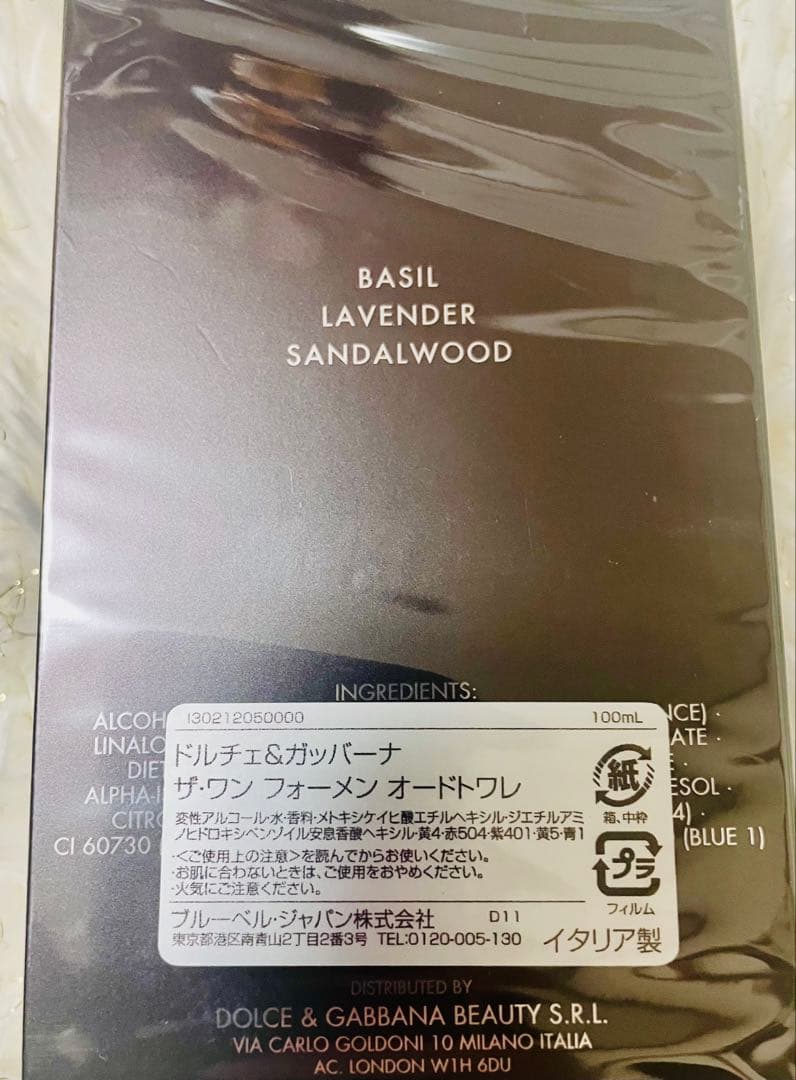 BASIL
LAVENDER
SANDALWOOD
INGREDIENTS:
ALCOH
LINALO
DIET
ALPHA-I
CITRO
CI 60730
NCE) ·
ATE ·
E ·
ESOL ·
4) ·
(BLUE 1)
I30212050000 100mL
ドルチェ&ガッバーナ
ザ・ワン フォーメン オードトワレ
変性アルコール・水・香料・メトキシケイヒ酸エチルヘキシル・ジエチルアミ
ノヒドロキシベンゾイル安息香酸ヘキシル・黄4・赤504・紫401・黄5・青1
・<ご使用上の注意>を読んでからお使いください。
・お肌に合わないときは、ご使用をおやめください。
・火気にご注意ください。
紙
箱、中枠
プラ
フィルム
ブルーベル・ジャパン株式会社 D11
東京都港区南青山2丁目2番3号 TEL:0120-005-130 イタリア製
DISTRIBUTED BY
DOLCE & GABBANA BEAUTY S.R.L.
VIA CARLO GOLDONI 10 MILANO ITALIA
AC. LONDON W1H 6DU